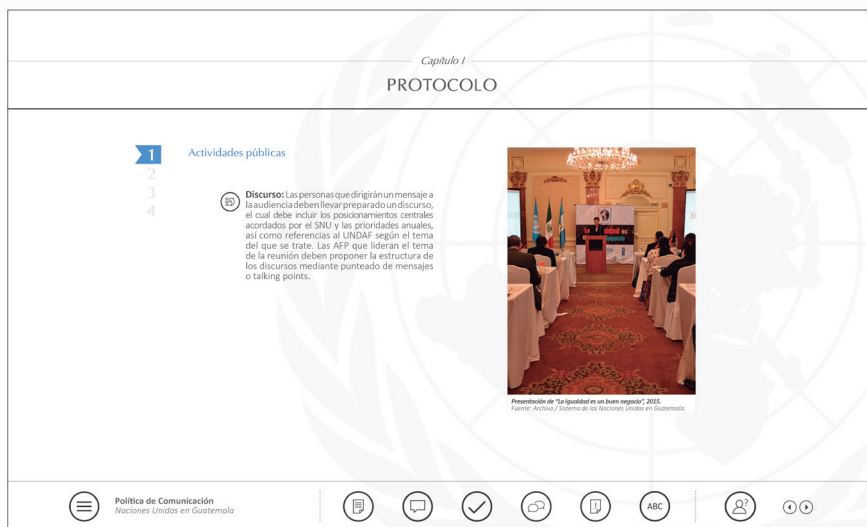 Capítulo I
PROTOCOLO
1
2
3
4
Actividades públicas
Discurso: Las personas que dirigirán un mensaje a
la audiencia deben llevar preparado un discurso,
el cual debe incluir los posicionamientos centrales
acordados por el SNU y las prioridades anuales,
así como referencias al UNDAF según el tema
del que se trate. Las AFP que lideran el tema
de la reunión deben proponer la estructura de
los discursos mediante punteado de mensajes
o talking points.
Presentación de "La igualdad es un buen negocio", 2015.
Fuente: Archivo / Sistema de las Naciones Unidas en Guatemala.
Política de Comunicación
Naciones Unidas en Guatemala
ABC